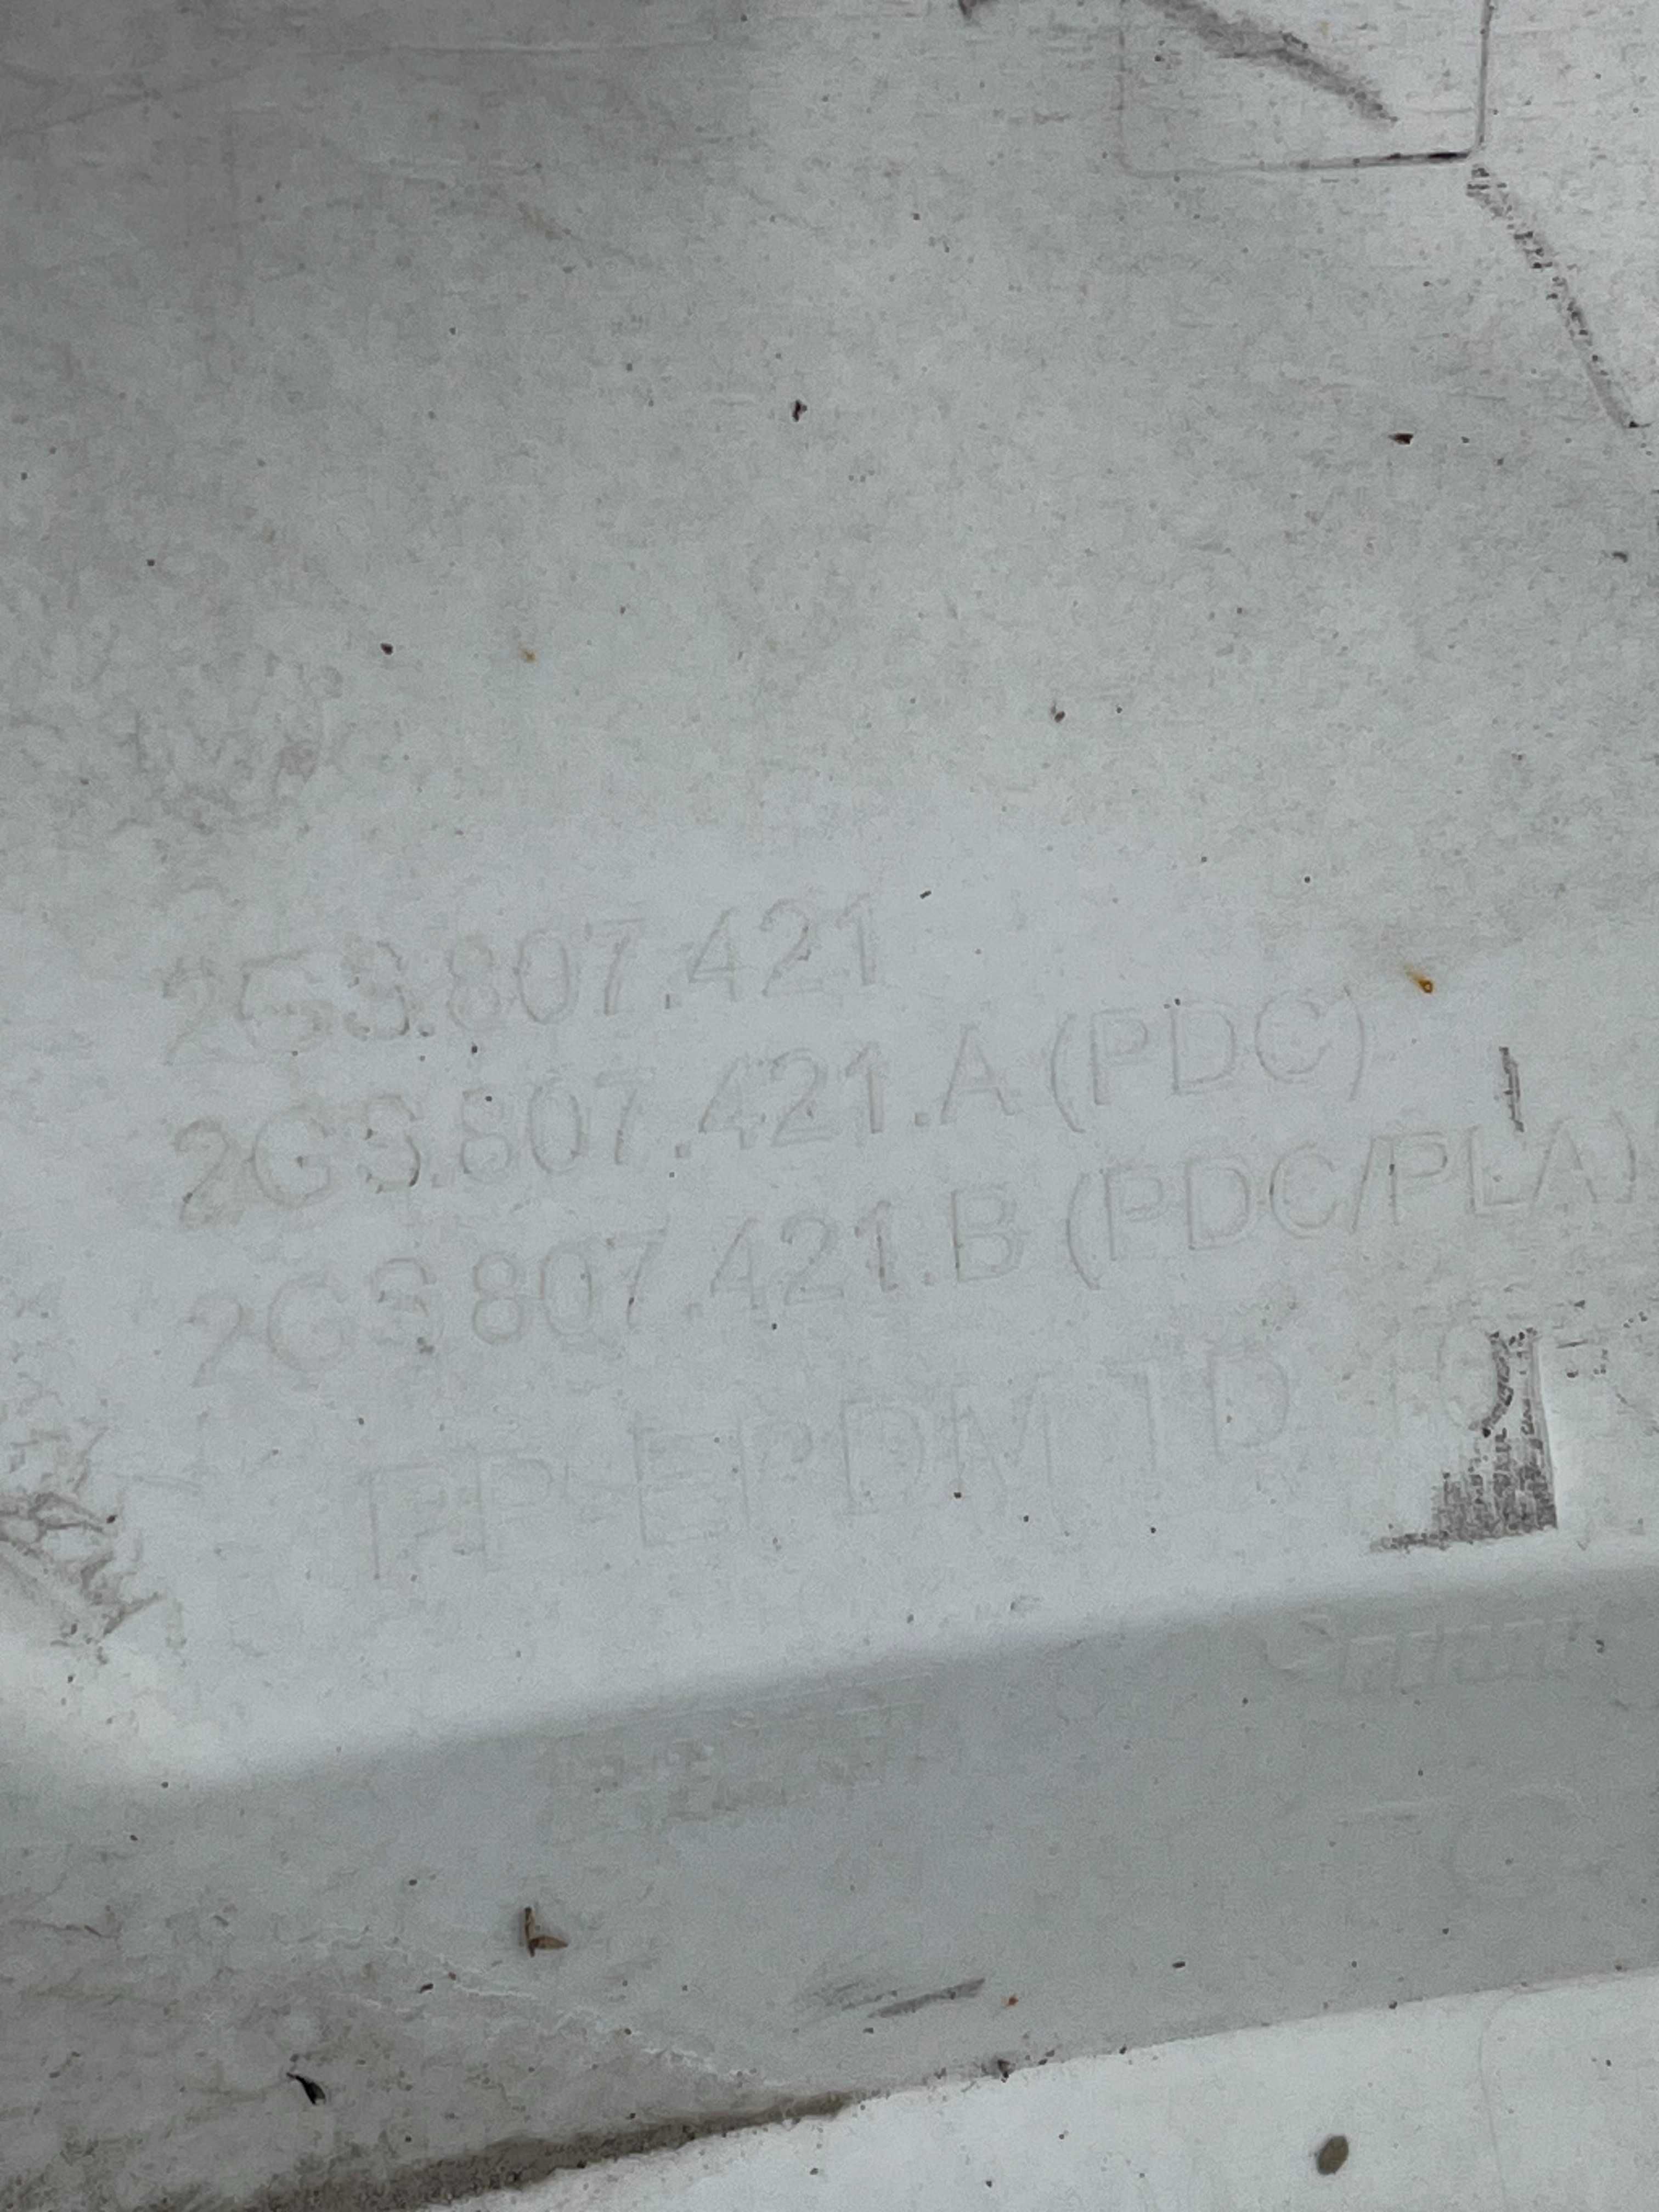 2GS.807.421
2GS.807.421.A (PDC)
2GS.807.421.B (PDC/PLA)
PP-EPDM TD 10